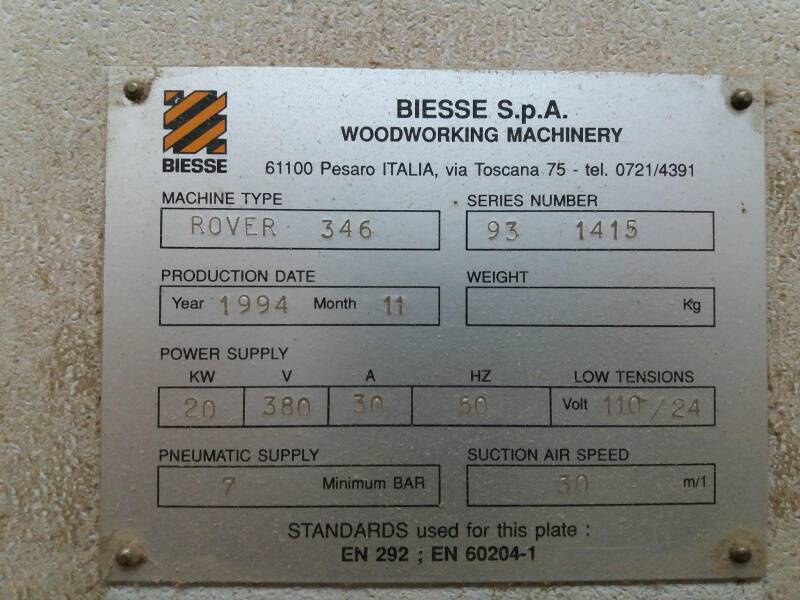 BIESSE
BIESSE S.p.A.
WOODWORKING MACHINERY
61100 Pesaro ITALIA, via Toscana 75 - tel. 0721/4391
MACHINE TYPE
ROVER 346
SERIES NUMBER
93 1415
PRODUCTION DATE
Year 1994 Month 11
WEIGHT
Kg
POWER SUPPLY
KW V A HZ LOW TENSIONS
20 380 30 50 Volt 110/24
PNEUMATIC SUPPLY
7 Minimum BAR
SUCTION AIR SPEED
30 m/1
STANDARDS used for this plate :
EN 292 ; EN 60204-1